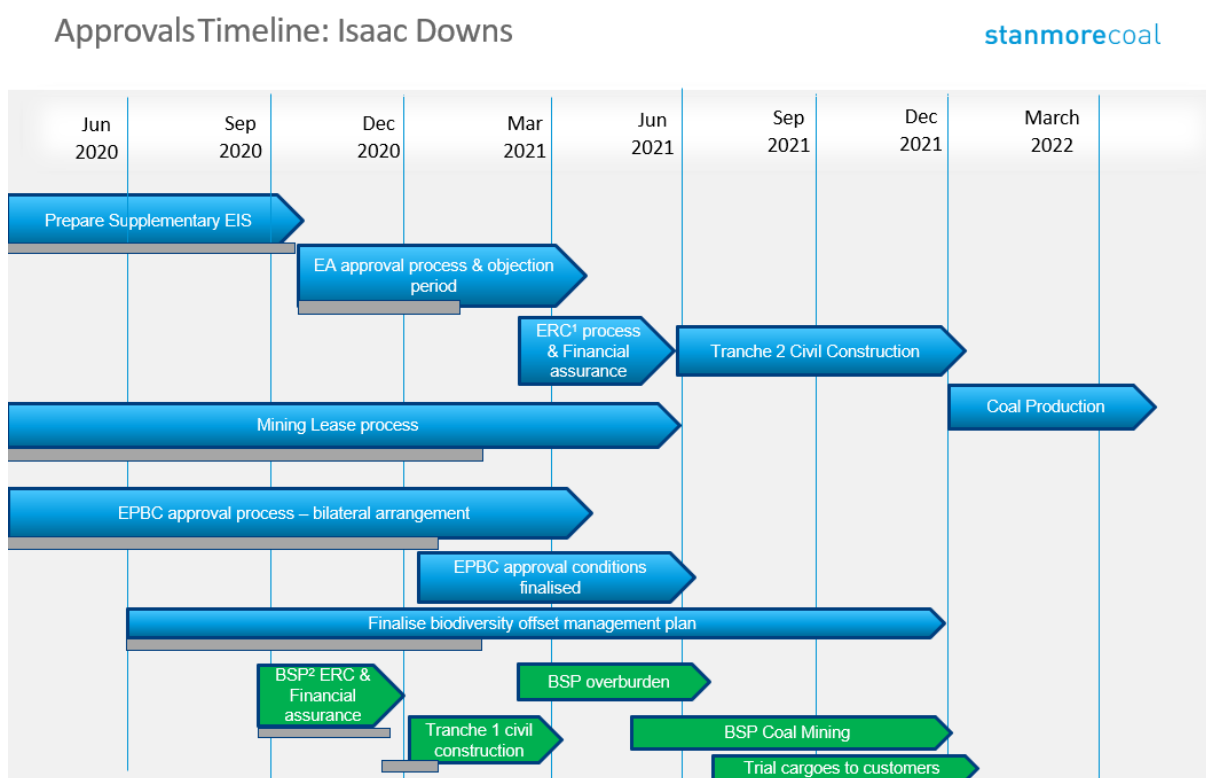 Approvals Timeline: Isaac Downs
stanmorecoal
Jun
2020
Sep
2020
Dec
2020
Mar
2021
Jun
2021
Sep
2021
Dec
2021
March
2022
Prepare Supplementary EIS
EA approval process & objection
period
ERC¹ process
& Financial
assurance
Tranche 2 Civil Construction
Coal Production
Mining Lease process
EPBC approval process – bilateral arrangement
EPBC approval conditions
finalised
Finalise biodiversity offset management plan
BSP² ERC &
Financial
assurance
BSP overburden
Tranche 1 civil
construction
BSP Coal Mining
Trial cargoes to customers